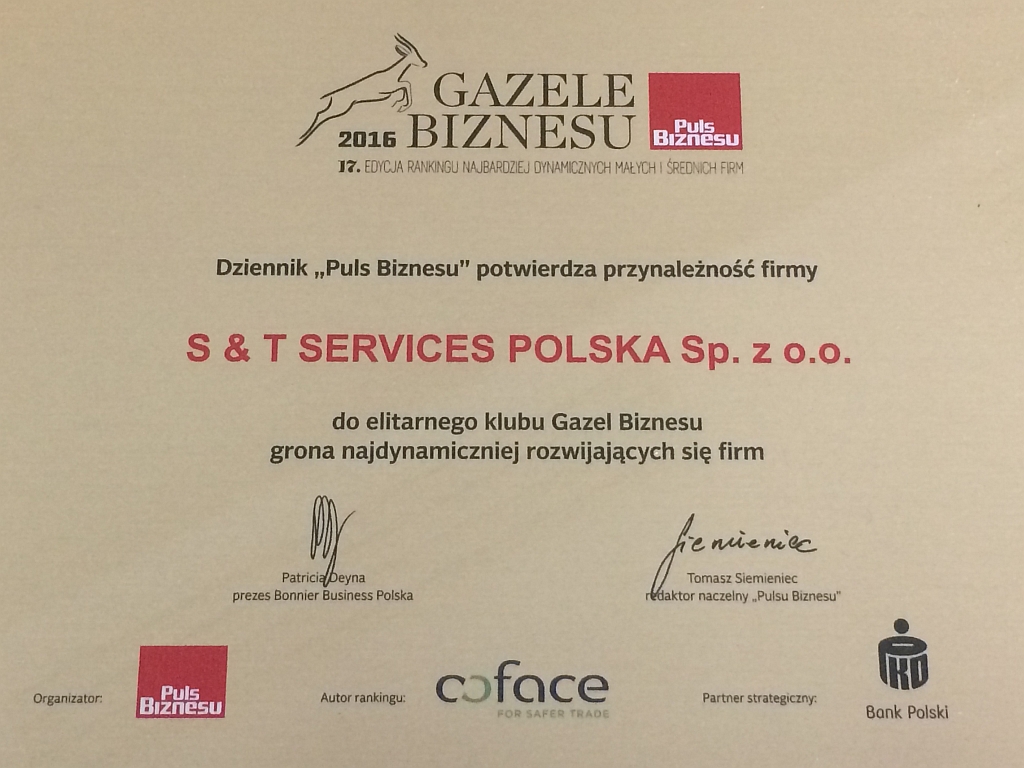 GAZELE
2016 BIZNESU
Puls
Biznesu
17. EDYCJA RANKINGU NAJBARDZIEJ DYNAMICZNYCH MAŁYCH I ŚREDNICH FIRM
Dziennik „Puls Biznesu” potwierdza przynależność firmy
S & T SERVICES POLSKA Sp. z o.o.
do elitarnego klubu Gazel Biznesu
grona najdynamiczniej rozwijających się firm
Siemieniec
Patricia Deyna
prezes Bonnier Business Polska
Tomasz Siemieniec
redaktor naczelny „Pulsu Biznesu”
Organizator:
Puls
Biznesu
Autor rankingu:
coface
FOR SAFER TRADE
Partner strategiczny:
PKO
Bank Polski